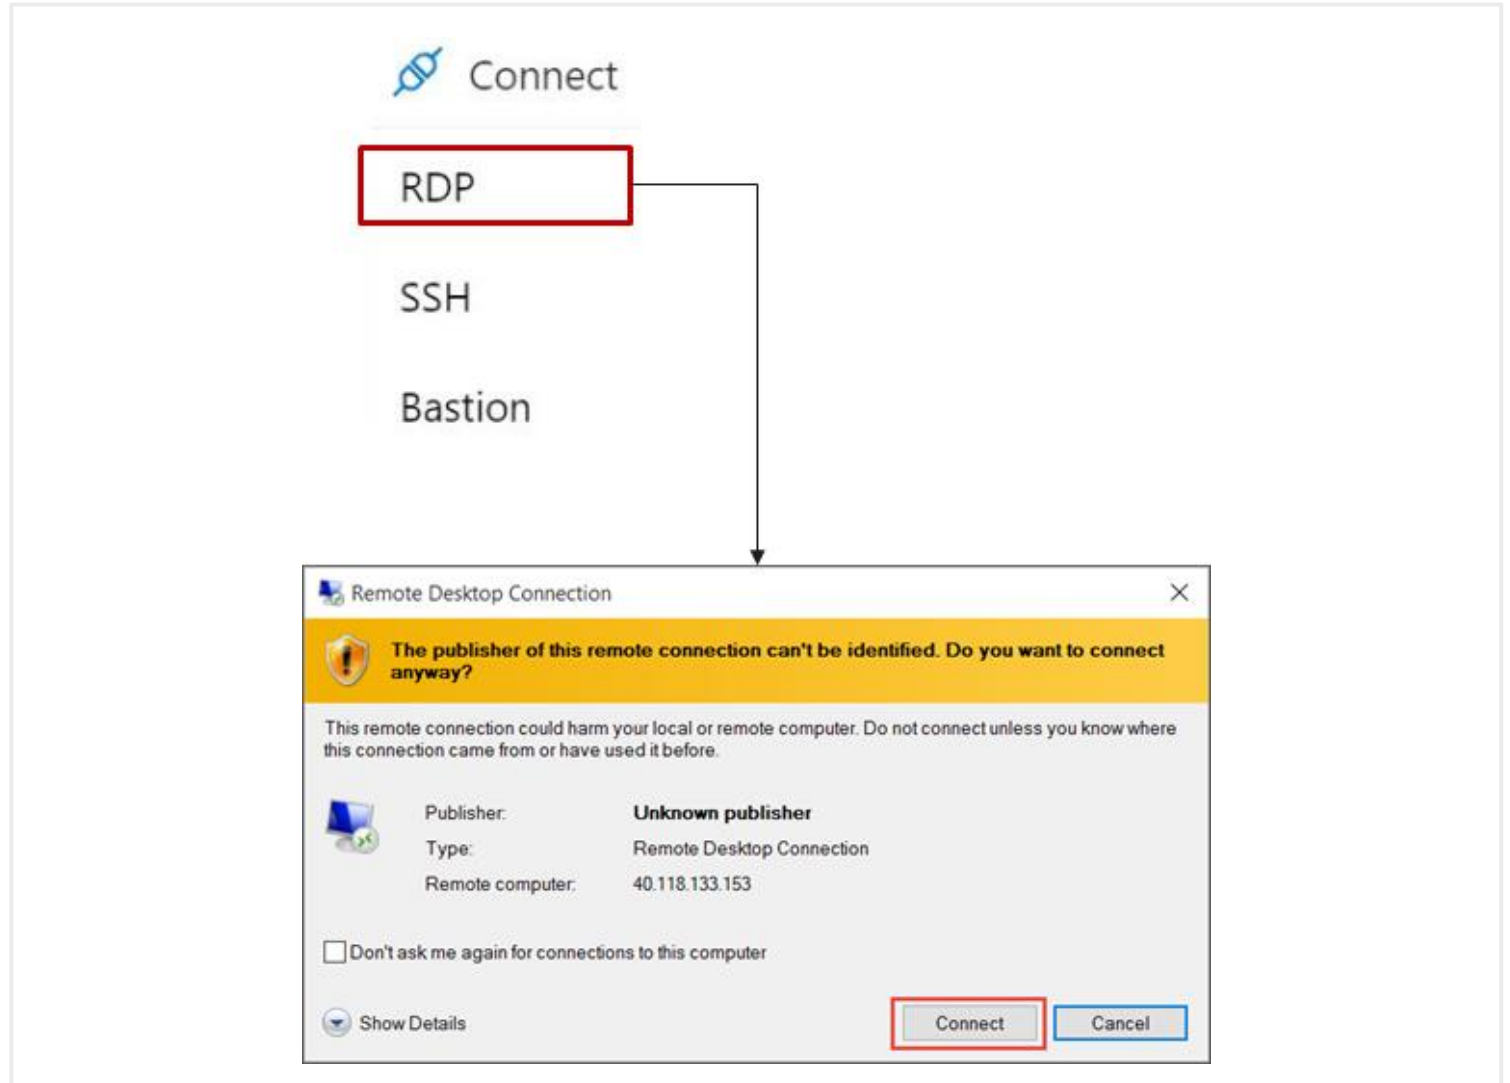 Connect
RDP
SSH
Bastion
Remote Desktop Connection
The publisher of this remote connection can't be identified. Do you want to connect
anyway?
This remote connection could harm your local or remote computer. Do not connect unless you know where
this connection came from or have used it before.
Publisher: Unknown publisher
Type: Remote Desktop Connection
Remote computer: 40.118.133.153
Don't ask me again for connections to this computer
Show Details Connect Cancel